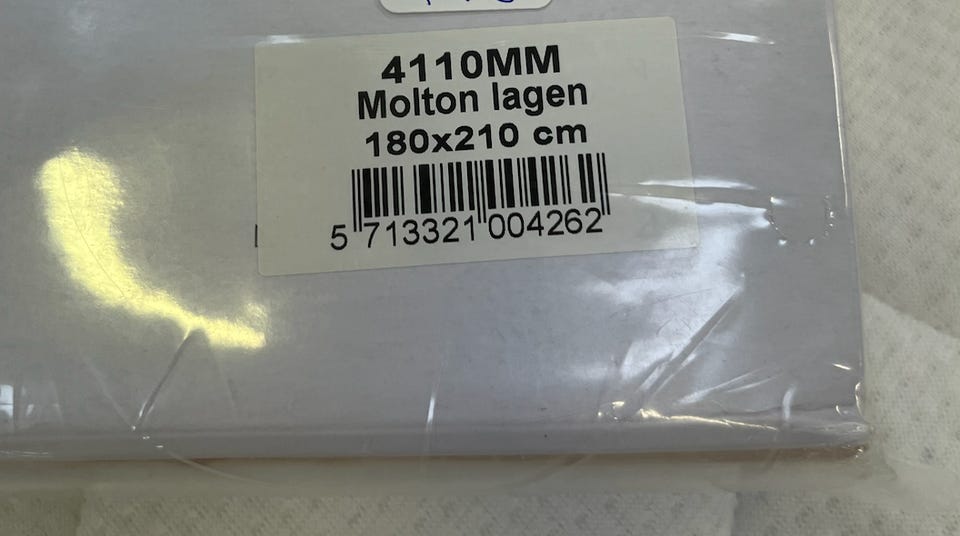 4110MM
Molton lagen
180x210 cm
5 713321 004262